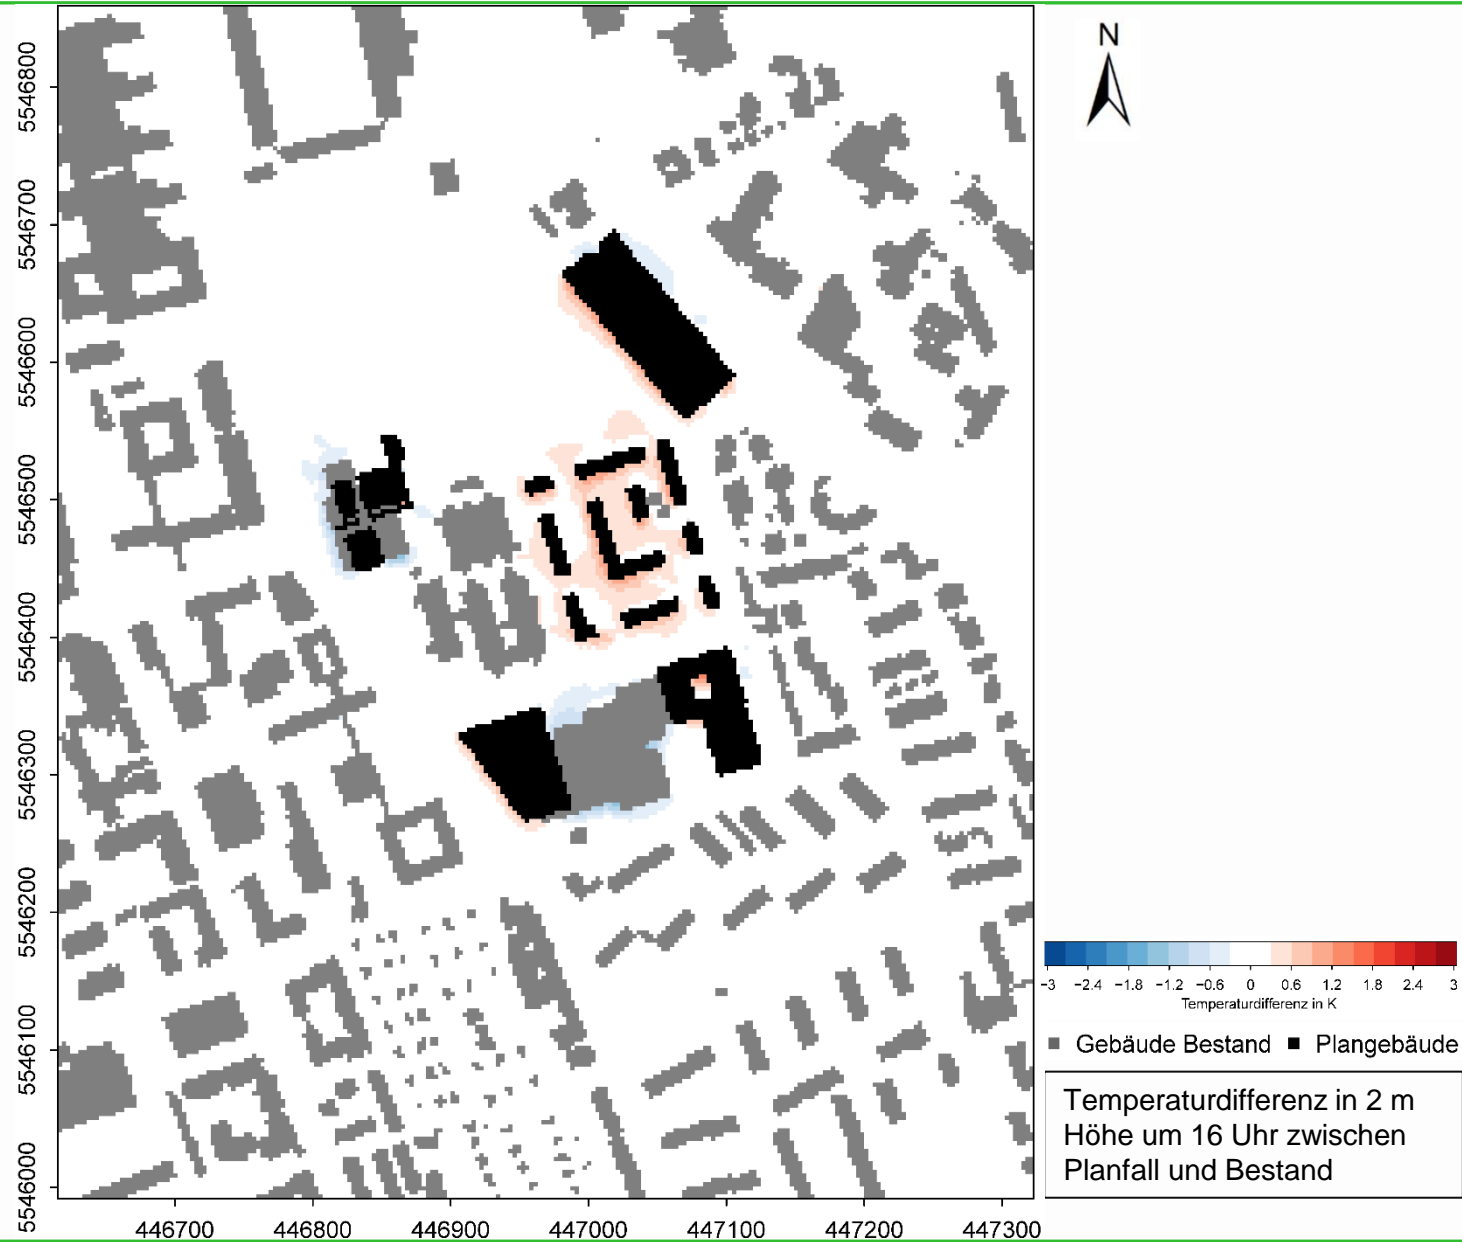 N
5546800
5546700
5546600
5546500
5546400
5546300
5546200
5546100
5546000
446700 446800 446900 447000 447100 447200 447300
−3 −2.4 −1.8 −1.2 −0.6 0 0.6 1.2 1.8 2.4 3
Temperaturdifferenz in K
Gebäude Bestand Plangebäude
Temperaturdifferenz in 2 m
Höhe um 16 Uhr zwischen
Planfall und Bestand